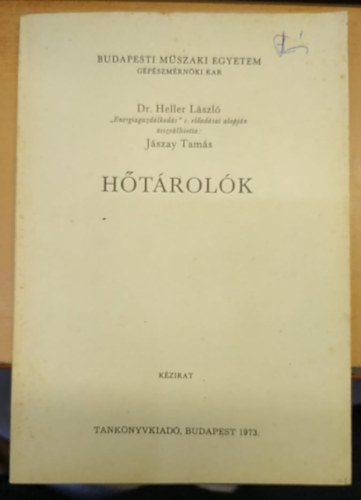 BUDAPESTI MŰSZAKI EGYETEM
GÉPÉSZMÉRNÖKI KAR
Dr. Heller László
„Energiagazdálkodás" c. előadásai alapján
összeállította:
Jászay Tamás
HŐTÁROLÓK
KÉZIRAT
TANKÖNYVKIADÓ, BUDAPEST 1973.